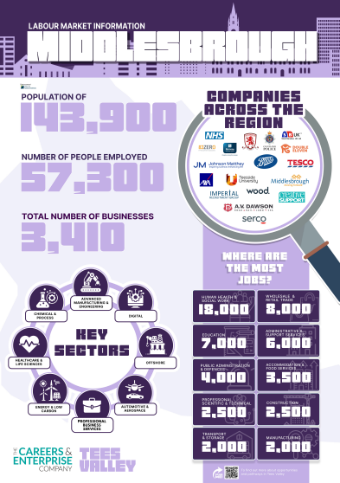 LABOUR MARKET INFORMATION
MIDDLESBROUGH
POPULATION OF
143,900
NUMBER OF PEOPLE EMPLOYED
57,300
TOTAL NUMBER OF BUSINESSES
3,410
COMPANIES
ACROSS THE
REGION
NHS
JM Johnson Matthey
Boots
TESCO
AXA
Teesside
University
Middlesbrough
IMPERIAL
wood.
A.V. DAWSON
serco
KEY
SECTORS
ADVANCED
MANUFACTURING &
ENGINEERING
DIGITAL
OFFSHORE
AUTOMOTIVE &
AEROSPACE
PROFESSIONAL
BUSINESS
SERVICES
ENERGY & LOW
CARBON
HEALTHCARE &
LIFE SCIENCES
CHEMICAL &
PROCESS
WHERE ARE
THE MOST
JOBS?
HUMAN HEALTH &
SOCIAL WORK
18,000
WHOLESALE &
RETAIL TRADE
8,000
EDUCATION
7,000
ADMINISTRATIVE &
SUPPORT SERVICES
6,000
PUBLIC ADMINISTRATION
& DEFENCE
4,000
ACCOMMODATION &
FOOD SERVICES
3,500
PROFESSIONAL,
SCIENTIFIC & TECHNICAL
2,500
CONSTRUCTION
2,500
TRANSPORT
& STORAGE
2,000
MANUFACTURING
2,000
THE CAREERS &
ENTERPRISE
COMPANY
TEES
VALLEY